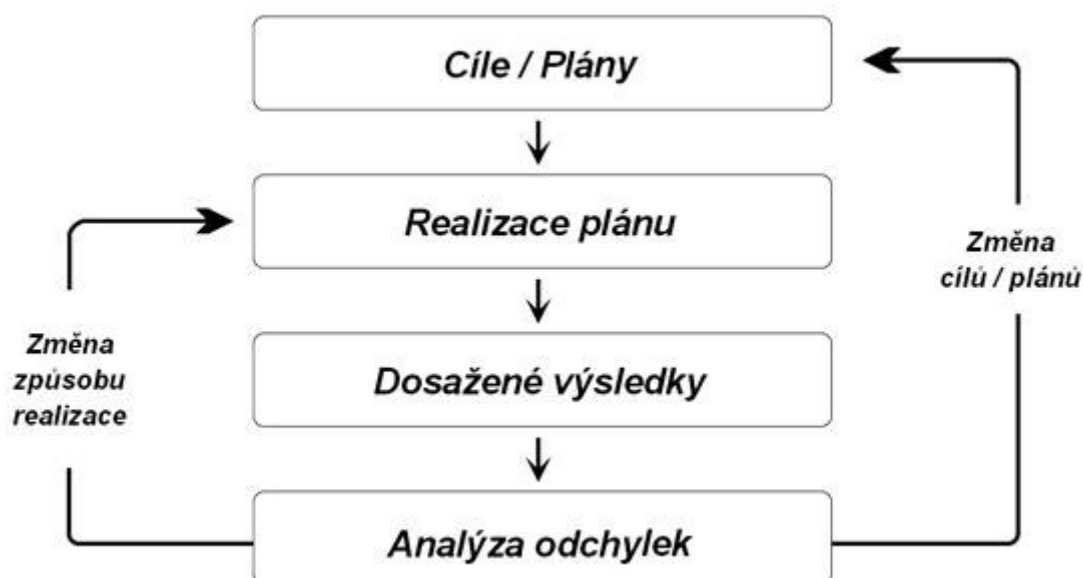 Cíle / Plány
Realizace plánu
Změna
cílů / plánů
Změna
způsobu
realizace
Dosažené výsledky
Analýza odchylek